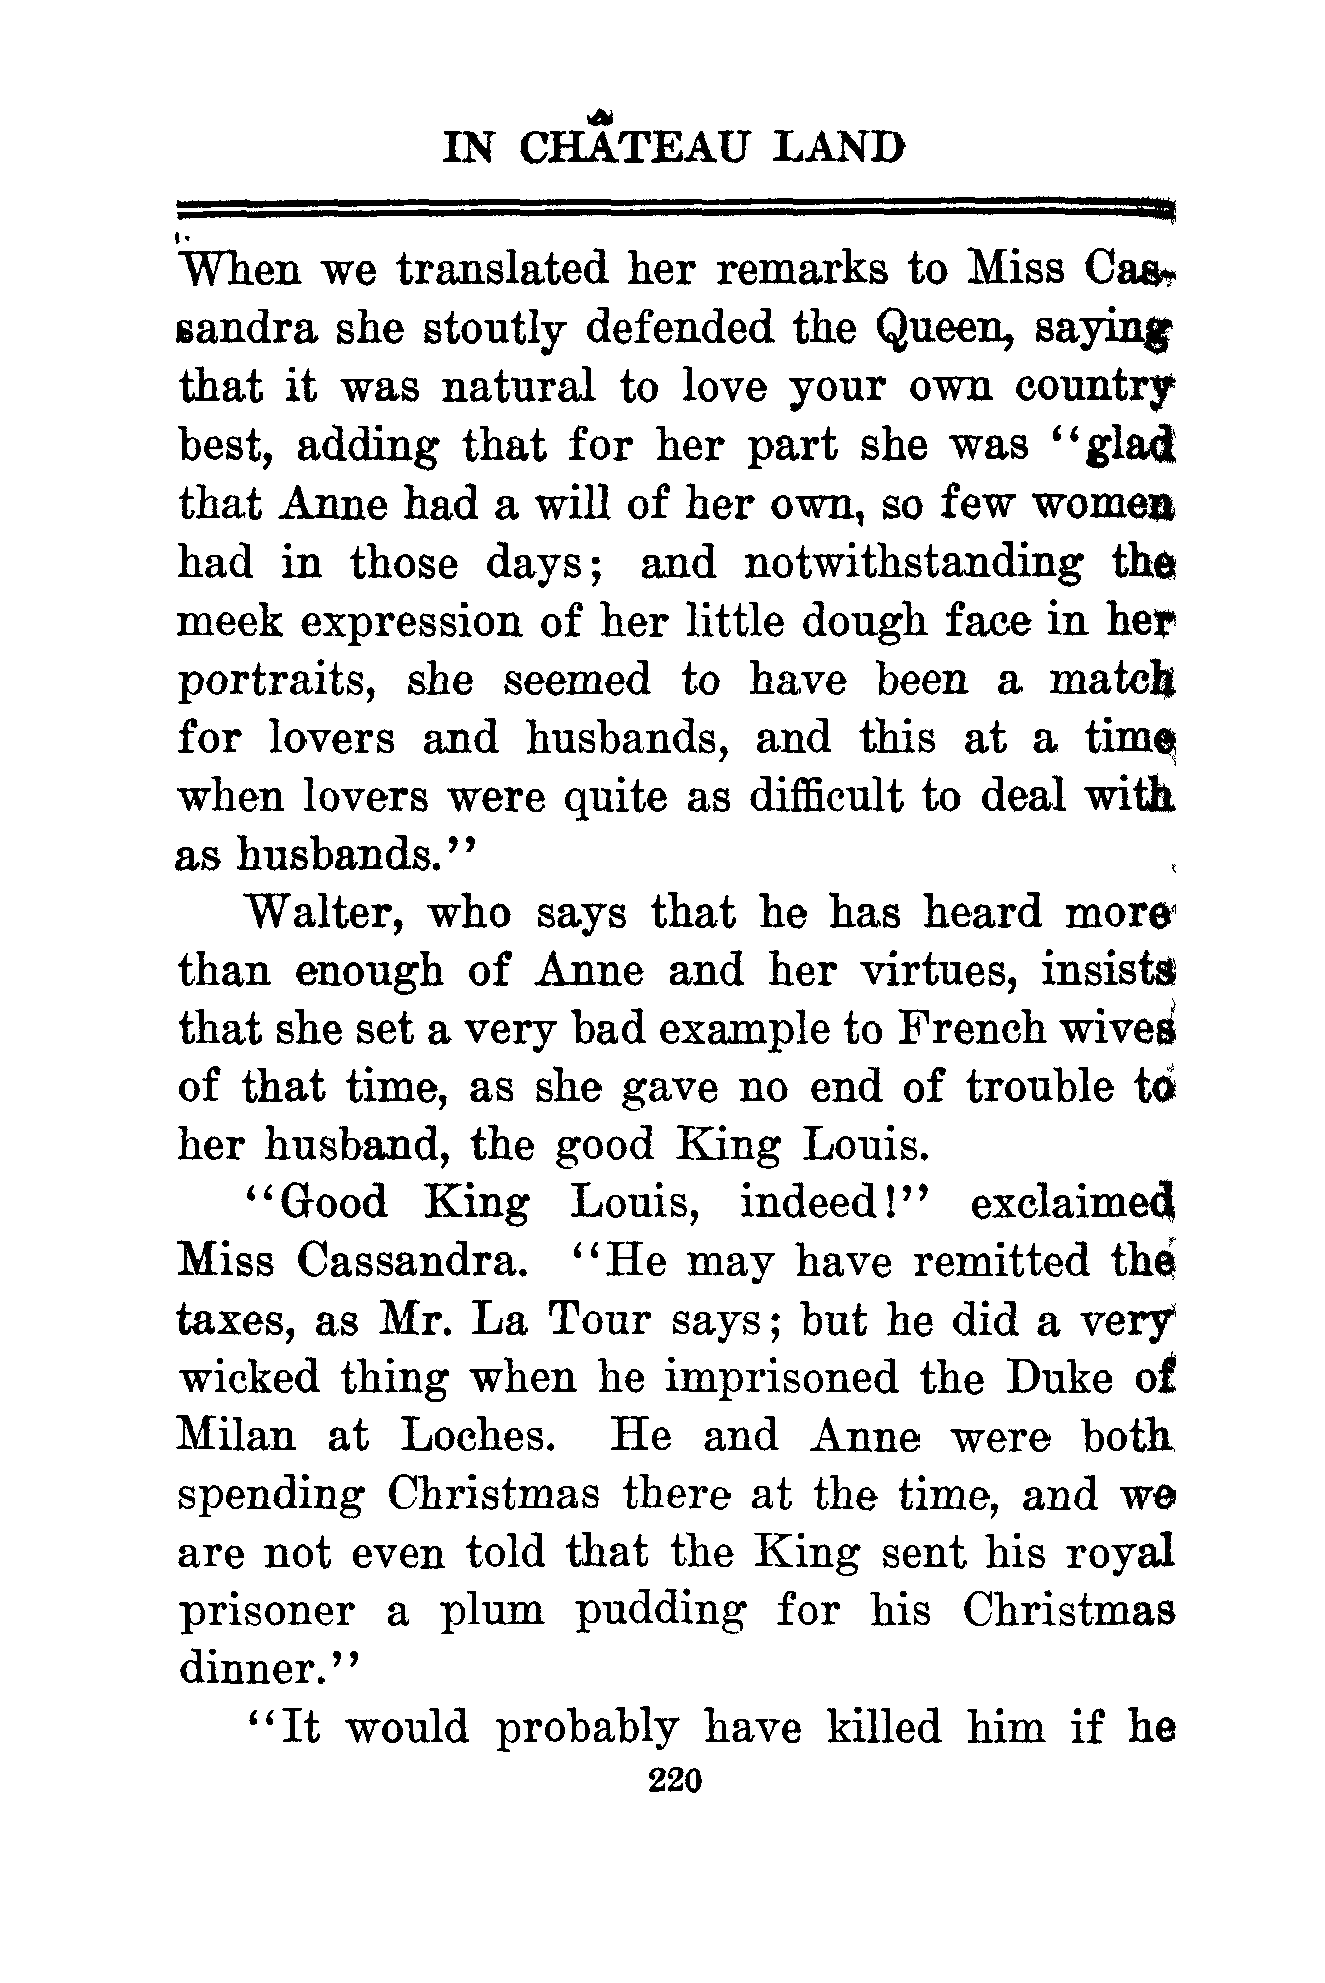 IN CHÂTEAU LAND
When we translated her remarks to Miss Cas-
sandra she stoutly defended the Queen, saying
that it was natural to love your own country
best, adding that for her part she was "glad
that Anne had a will of her own, so few women
had in those days; and notwithstanding the
meek expression of her little dough face in her
portraits, she seemed to have been a match
for lovers and husbands, and this at a time
when lovers were quite as difficult to deal with
as husbands."
Walter, who says that he has heard more
than enough of Anne and her virtues, insists
that she set a very bad example to French wives
of that time, as she gave no end of trouble to
her husband, the good King Louis.
"Good King Louis, indeed!" exclaimed
Miss Cassandra. "He may have remitted the
taxes, as Mr. La Tour says; but he did a very
wicked thing when he imprisoned the Duke of
Milan at Loches. He and Anne were both
spending Christmas there at the time, and we
are not even told that the King sent his royal
prisoner a plum pudding for his Christmas
dinner."
"It would probably have killed him if he
220